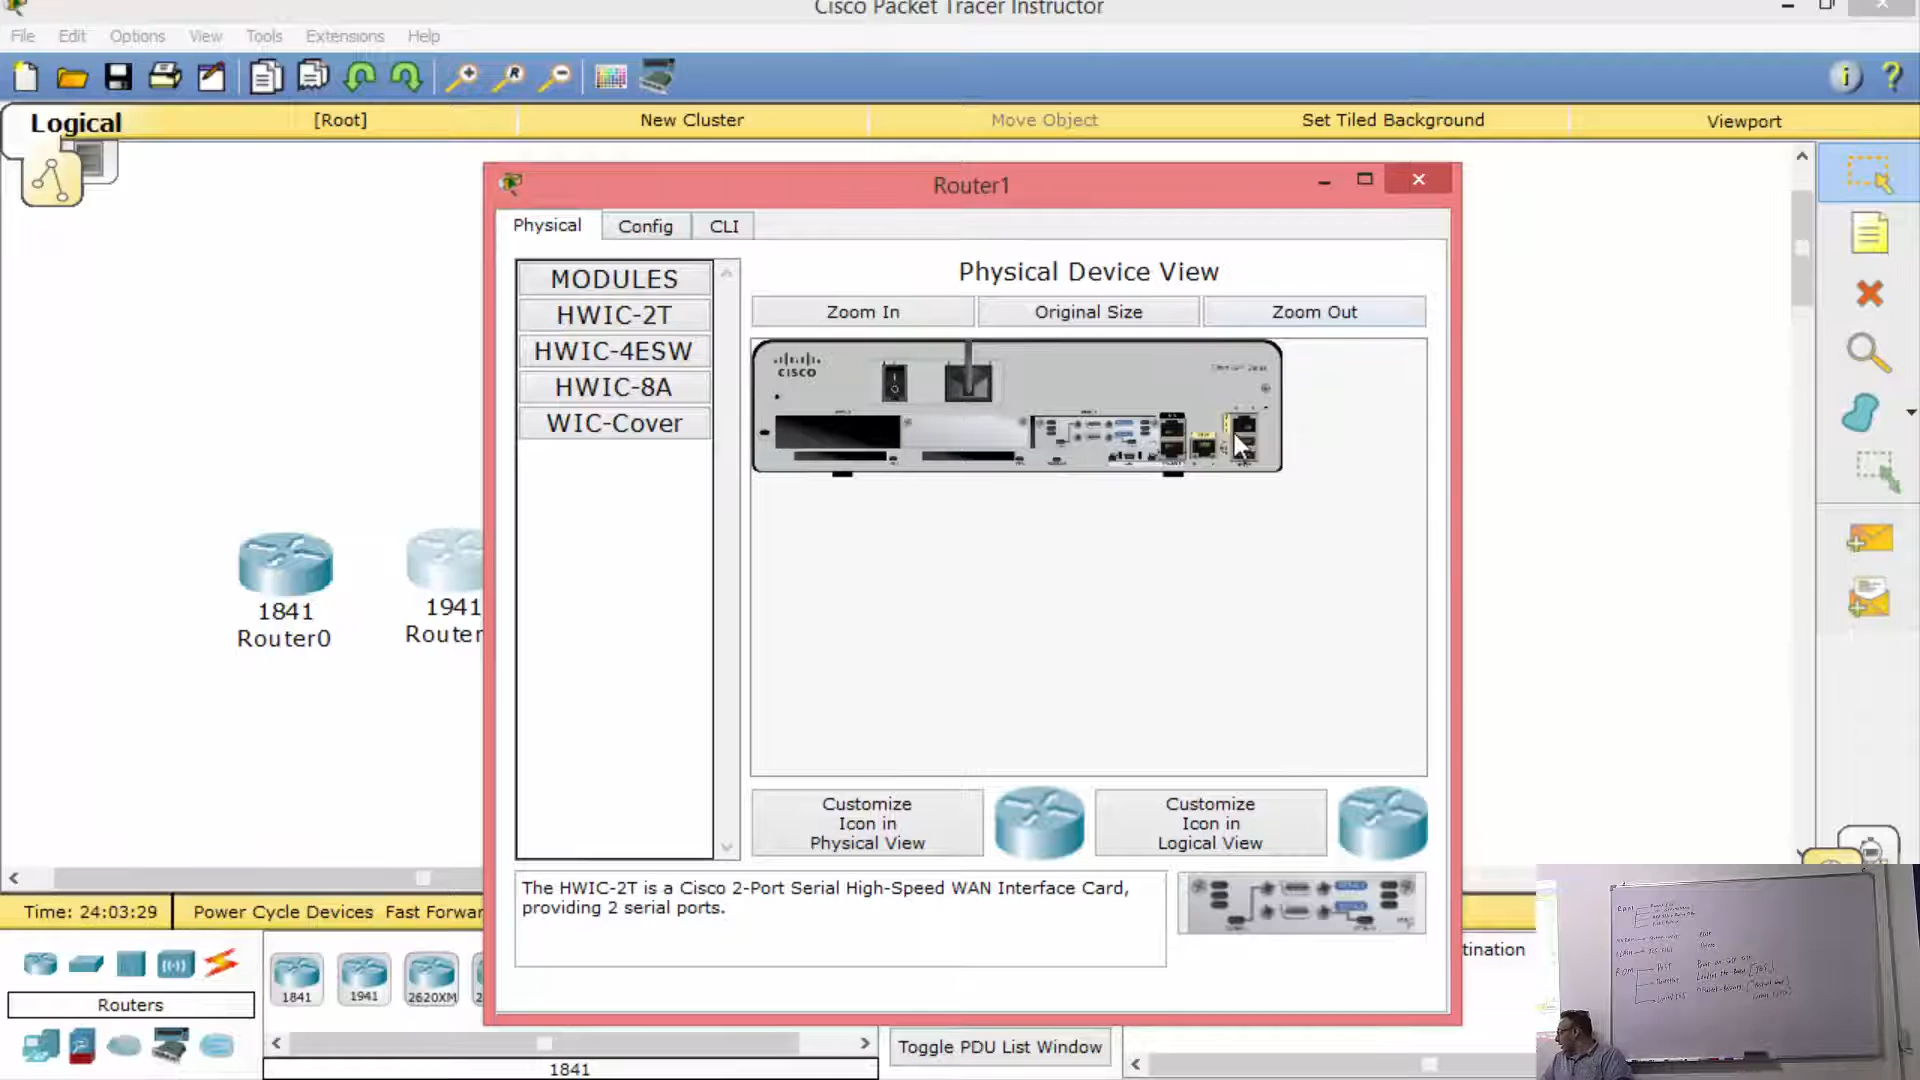 Cisco Packet Tracer Instructor
File Edit Options View Tools Extensions Help
Logical [Root] New Cluster Move Object Set Tiled Background Viewport
Router1
Physical Config CLI
MODULES
HWIC-2T
HWIC-4ESW
HWIC-8A
WIC-Cover
Physical Device View
Zoom In Original Size Zoom Out
CISCO
1841
Router0
1941
Router
Customize
Icon in
Physical View
Customize
Icon in
Logical View
The HWIC-2T is a Cisco 2-Port Serial High-Speed WAN Interface Card,
providing 2 serial ports.
Time: 24:03:29 Power Cycle Devices Fast Forwar
Routers
1841 1941 2620XM 2
1841
Toggle PDU List Window
tination
RAM
ROM
POST